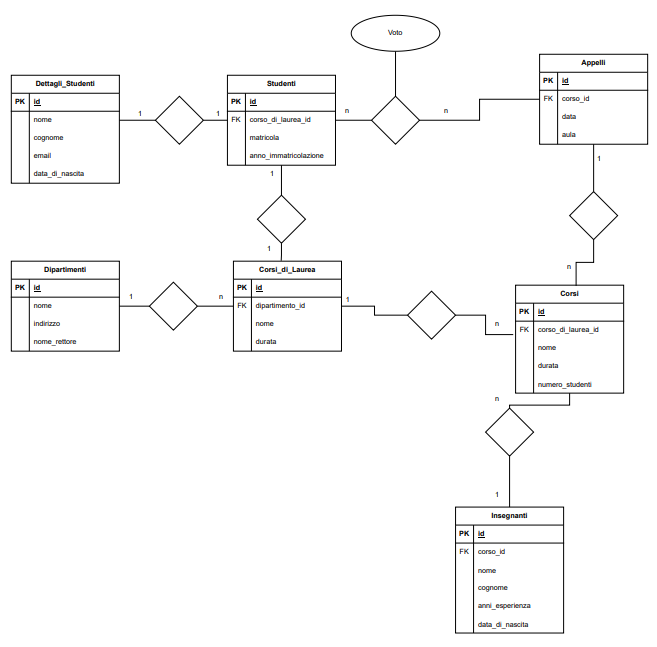 Voto
Dettagli_Studenti
PK id
nome
cognome
email
data_di_nascita
1
1
Studenti
PK id
FK corso_di_laurea_id
matricola
anno_immatricolazione
n
n
Appelli
PK id
FK corso_id
data
aula
1
n
1
1
Dipartimenti
PK id
nome
indirizzo
nome_rettore
1
n
Corsi_di_Laurea
PK id
FK dipartimento_id
nome
durata
1
n
Corsi
PK id
FK corso_di_laurea_id
nome
durata
numero_studenti
n
1
Insegnanti
PK id
FK corso_id
nome
cognome
anni_esperienza
data_di_nascita